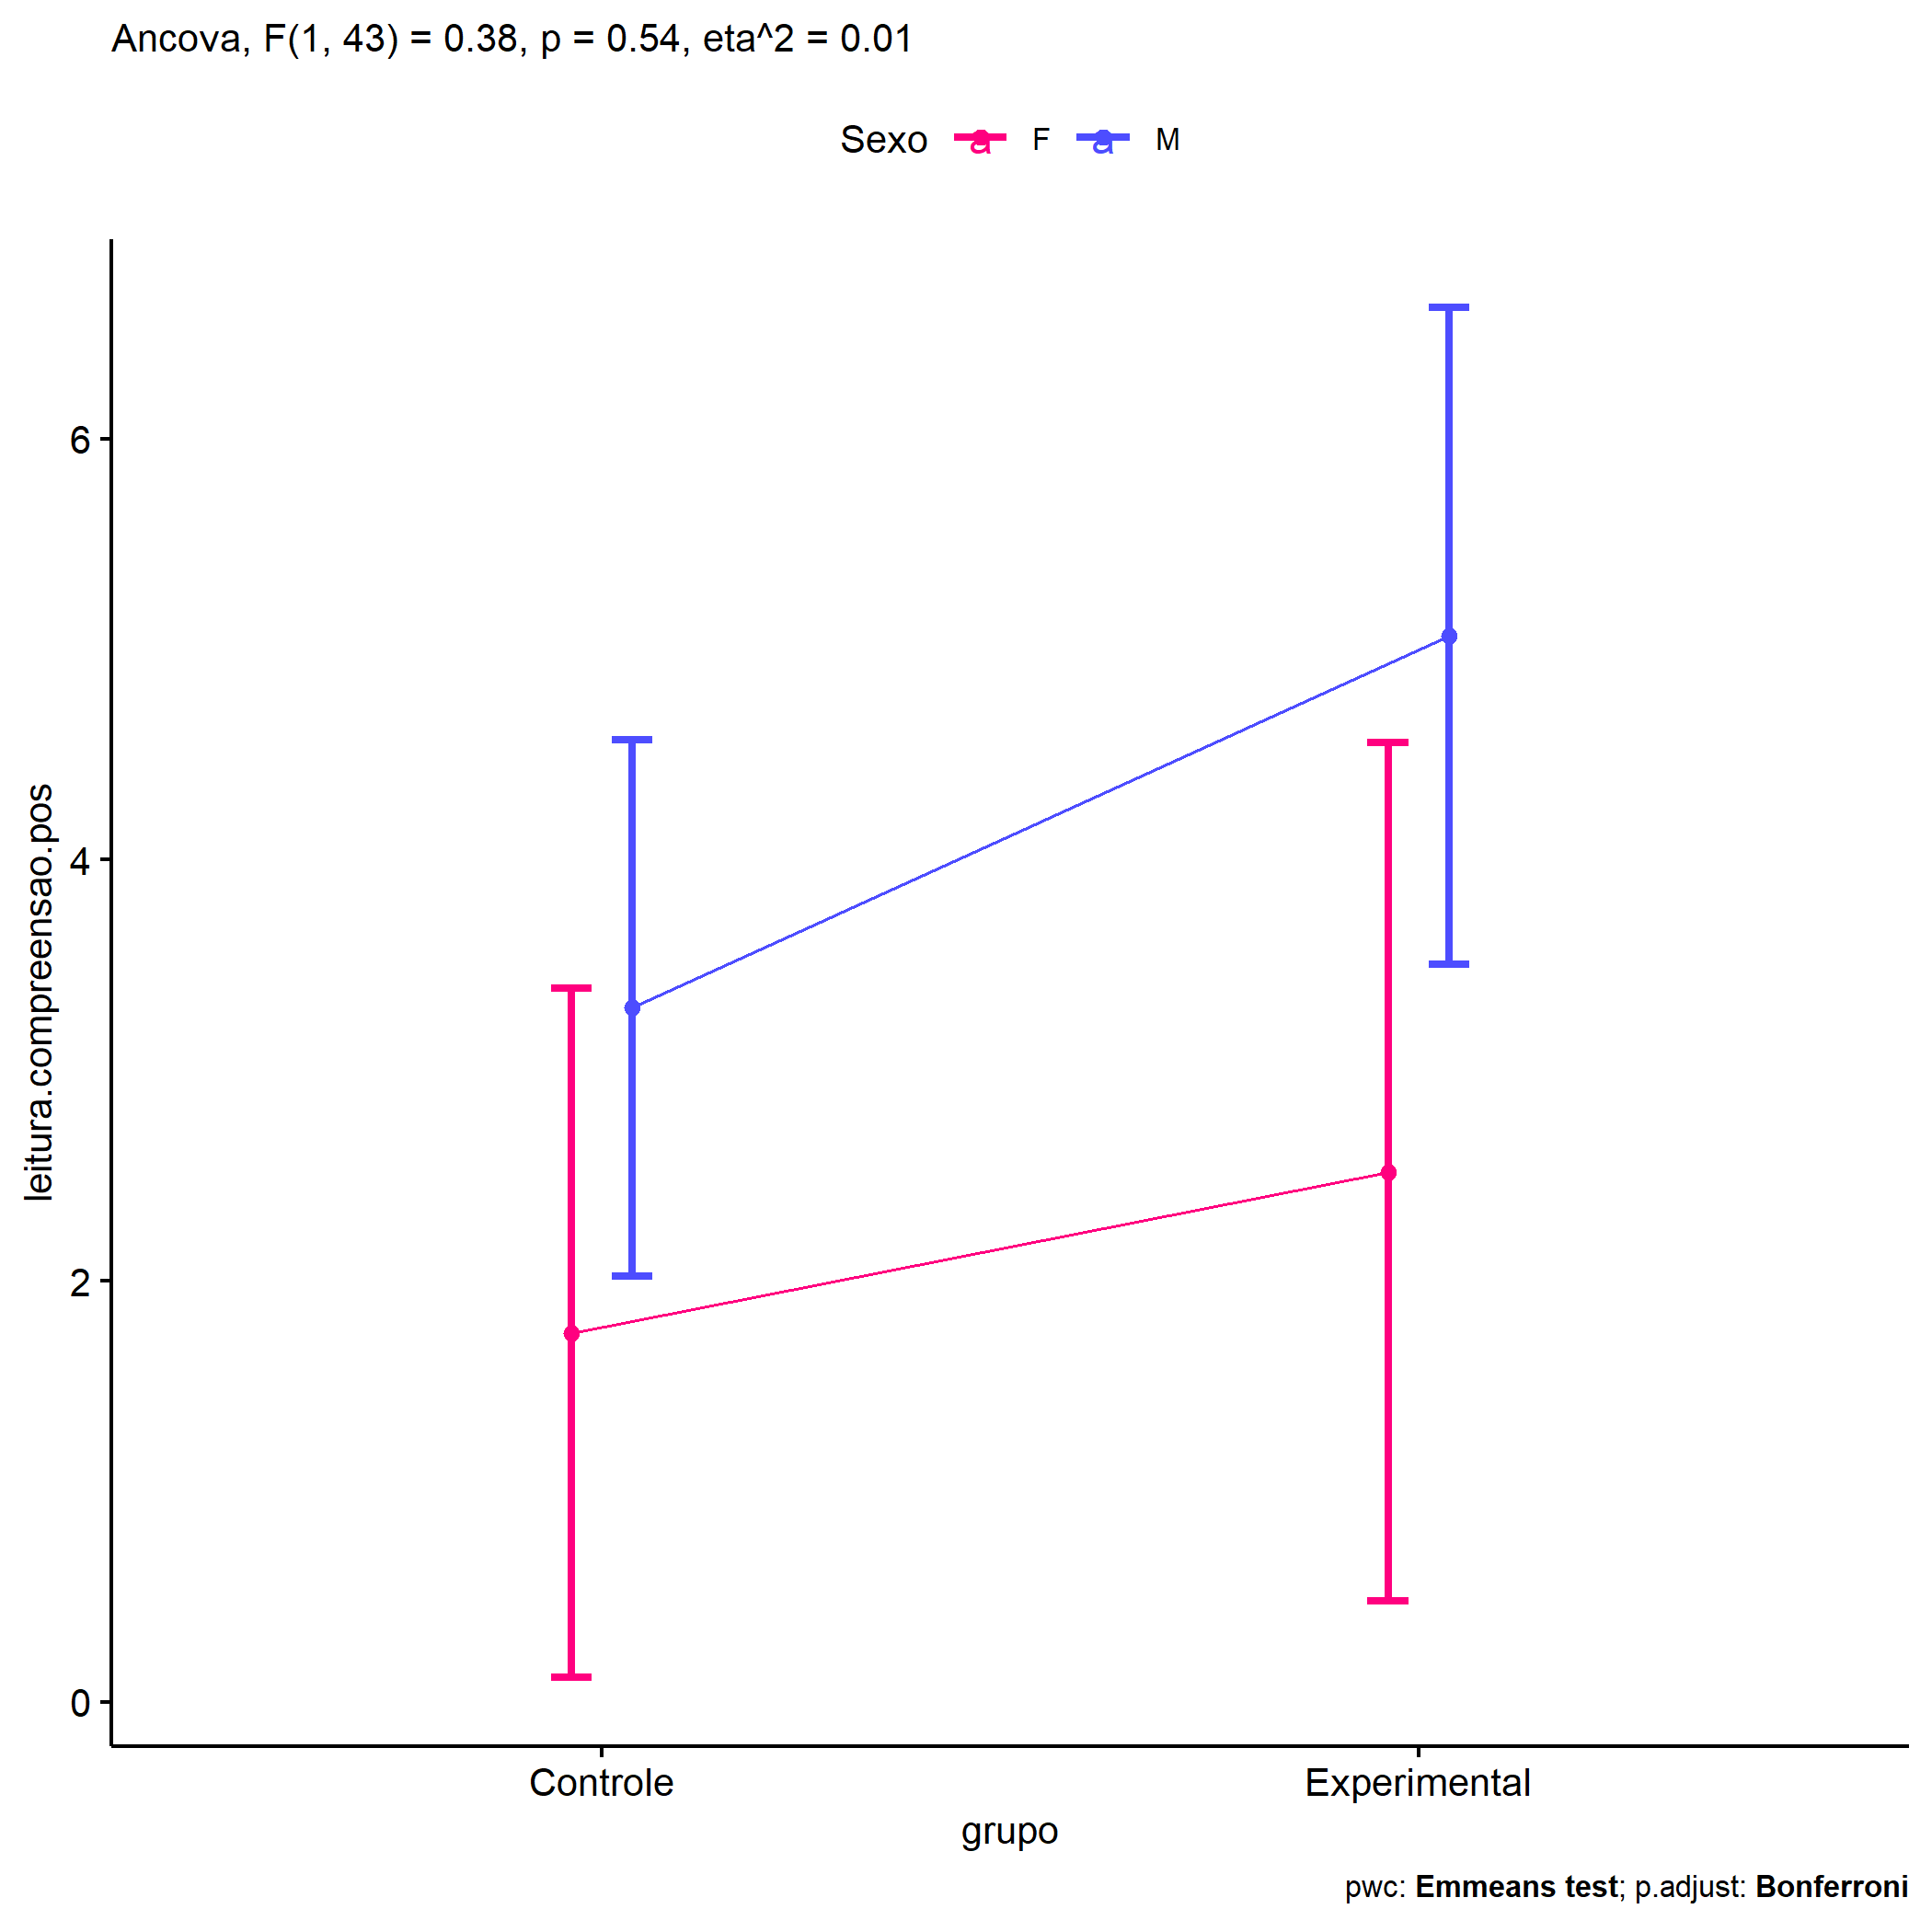 Ancova, F(1, 43) = 0.38, p = 0.54, eta^2 = 0.01
Sexo a F a M
6
4
2
0
leitura.compreensao.pos
Controle Experimental
grupo
pwc: Emmeans test; p.adjust: Bonferroni